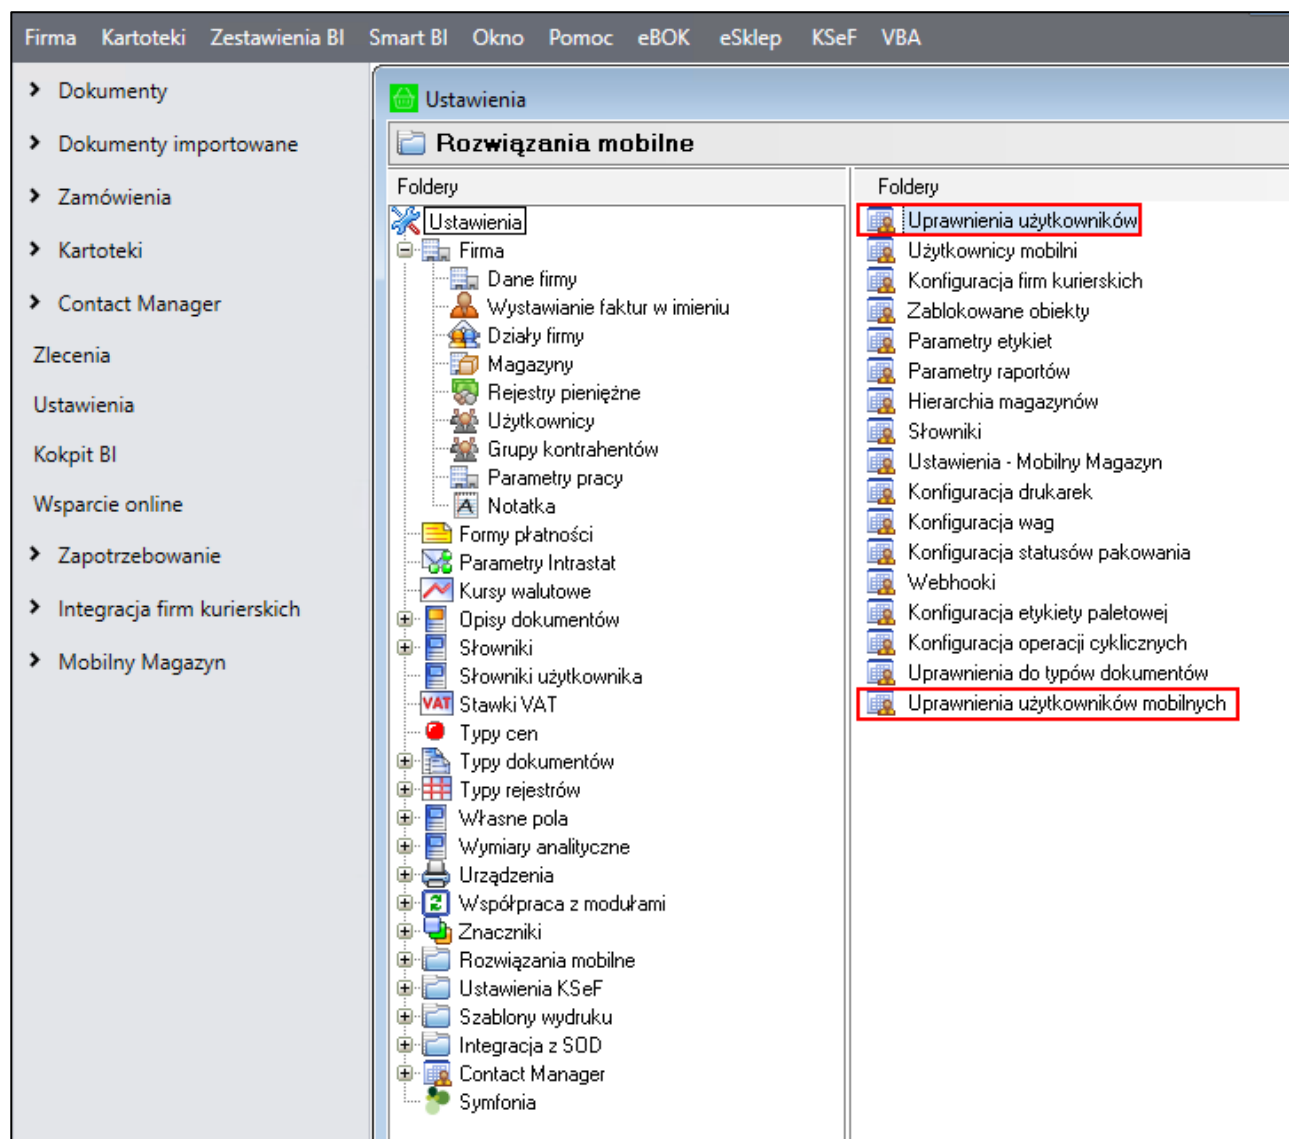 Firma Kartoteki Zestawienia BI Smart BI Okno Pomoc eBOK eSklep KSeF VBA
Dokumenty
Dokumenty importowane
Zamówienia
Kartoteki
Contact Manager
Zlecenia
Ustawienia
Kokpit BI
Wsparcie online
Zapotrzebowanie
Integracja firm kurierskich
Mobilny Magazyn
Ustawienia
Rozwiązania mobilne
Foldery
Ustawienia
Firma
Dane firmy
Wystawianie faktur w imieniu
Działy firmy
Magazyny
Rejestry pieniężne
Użytkownicy
Grupy kontrahentów
Parametry pracy
Notatka
Formy płatności
Parametry Intrastat
Kursy walutowe
Opisy dokumentów
Słowniki
Słowniki użytkownika
VAT Stawki VAT
Typy cen
Typy dokumentów
Typy rejestrów
Własne pola
Wymiary analityczne
Urządzenia
Współpraca z modułami
Znaczniki
Rozwiązania mobilne
Ustawienia KSeF
Szablony wydruku
Integracja z SOD
Contact Manager
Symfonia
Foldery
Uprawnienia użytkowników
Użytkownicy mobilni
Konfiguracja firm kurierskich
Zablokowane obiekty
Parametry etykiet
Parametry raportów
Hierarchia magazynów
Słowniki
Ustawienia - Mobilny Magazyn
Konfiguracja drukarek
Konfiguracja wag
Konfiguracja statusów pakowania
Webhooki
Konfiguracja etykiety paletowej
Konfiguracja operacji cyklicznych
Uprawnienia do typów dokumentów
Uprawnienia użytkowników mobilnych